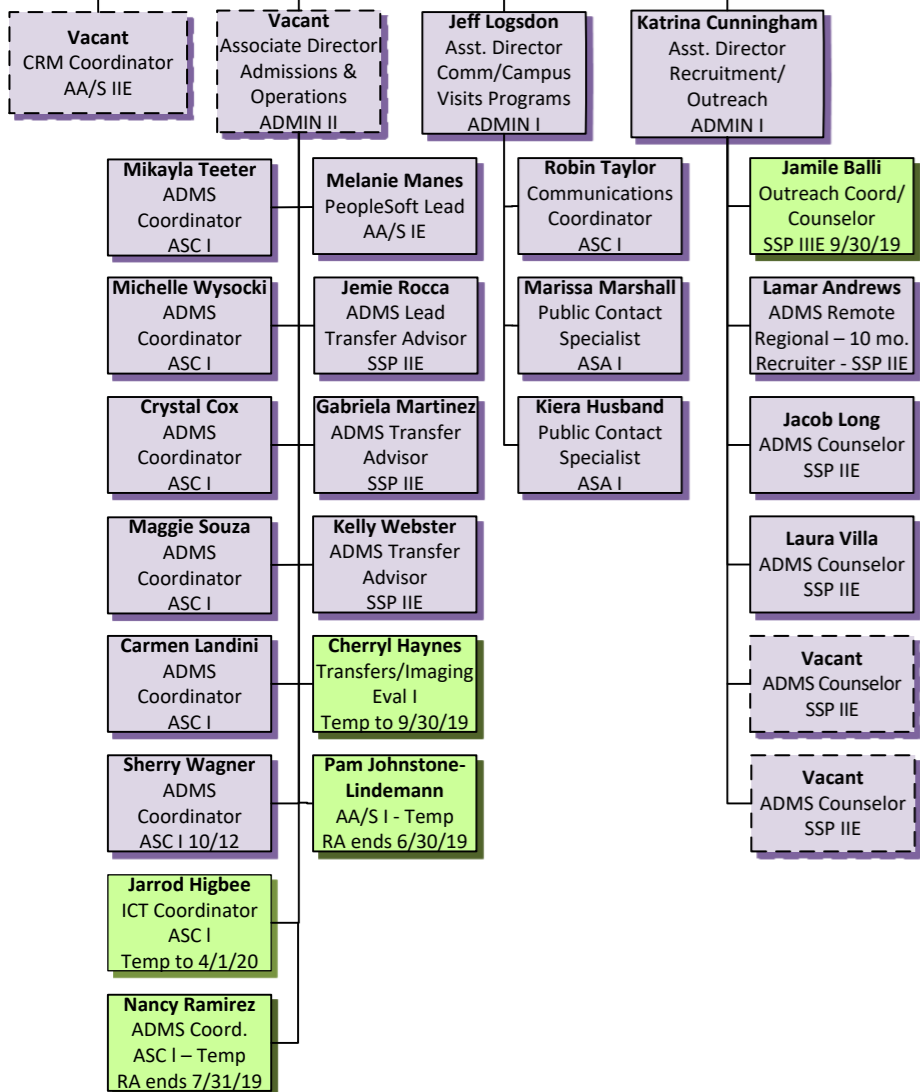 Vacant
CRM Coordinator
AA/S IIE
Vacant
Associate Director
Admissions &
Operations
ADMIN II
Jeff Logsdon
Asst. Director
Comm/Campus
Visits Programs
ADMIN I
Katrina Cunningham
Asst. Director
Recruitment/
Outreach
ADMIN I
Mikayla Teeter
ADMS
Coordinator
ASC I
Melanie Manes
PeopleSoft Lead
AA/S IE
Robin Taylor
Communications
Coordinator
ASC I
Jamile Balli
Outreach Coord/
Counselor
SSP IIIE 9/30/19
Michelle Wysocki
ADMS
Coordinator
ASC I
Jemie Rocca
ADMS Lead
Transfer Advisor
SSP IIE
Marissa Marshall
Public Contact
Specialist
ASA I
Lamar Andrews
ADMS Remote
Regional – 10 mo.
Recruiter - SSP IIE
Crystal Cox
ADMS
Coordinator
ASC I
Gabriela Martinez
ADMS Transfer
Advisor
SSP IIE
Kiera Husband
Public Contact
Specialist
ASA I
Jacob Long
ADMS Counselor
SSP IIE
Maggie Souza
ADMS
Coordinator
ASC I
Kelly Webster
ADMS Transfer
Advisor
SSP IIE
Laura Villa
ADMS Counselor
SSP IIE
Carmen Landini
ADMS
Coordinator
ASC I
Cherryl Haynes
Transfers/Imaging
Eval I
Temp to 9/30/19
Vacant
ADMS Counselor
SSP IIE
Sherry Wagner
ADMS
Coordinator
ASC I 10/12
Pam Johnstone-
Lindemann
AA/S I - Temp
RA ends 6/30/19
Vacant
ADMS Counselor
SSP IIE
Jarrod Higbee
ICT Coordinator
ASC l
Temp to 4/1/20
Nancy Ramirez
ADMS Coord.
ASC l – Temp
RA ends 7/31/19